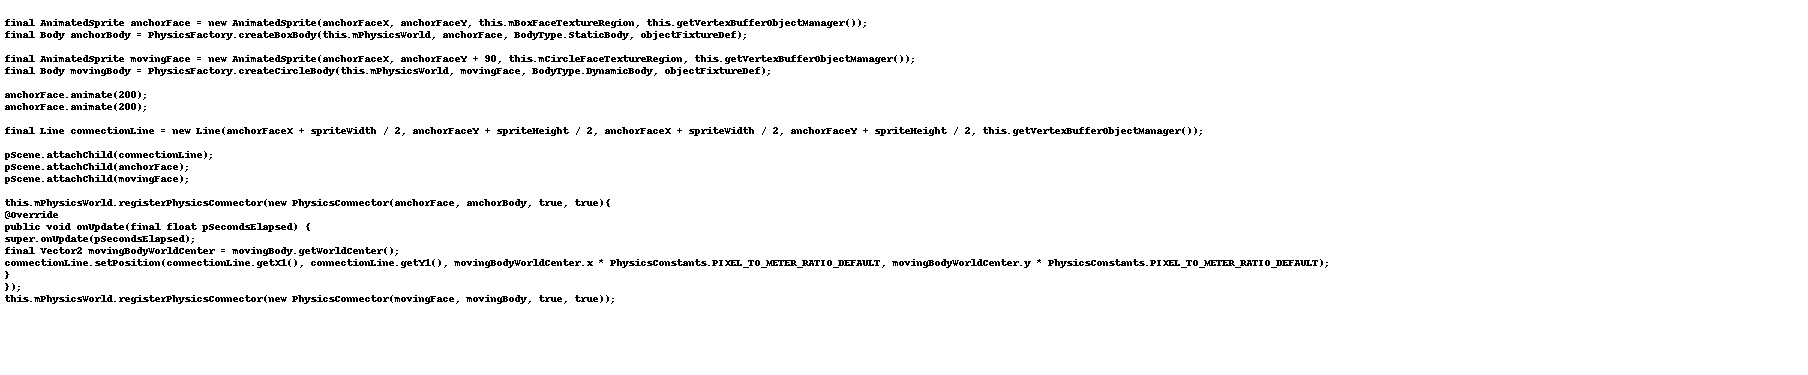 final AnimatedSprite anchorFace = new AnimatedSprite(anchorFaceX, anchorFaceY, this.mBoxFaceTextureRegion, this.getVertexBufferObjectManager());
final Body anchorBody = PhysicsFactory.createBoxBody(this.mPhysicsWorld, anchorFace, BodyType.StaticBody, objectFixtureDef);
final AnimatedSprite movingFace = new AnimatedSprite(anchorFaceX, anchorFaceY + 90, this.mCircleFaceTextureRegion, this.getVertexBufferObjectManager());
final Body movingBody = PhysicsFactory.createCircleBody(this.mPhysicsWorld, movingFace, BodyType.DynamicBody, objectFixtureDef);
anchorFace.animate(200);
anchorFace.animate(200);
final Line connectionLine = new Line(anchorFaceX + spriteWidth / 2, anchorFaceY + spriteHeight / 2, anchorFaceX + spriteWidth / 2, anchorFaceY + spriteHeight / 2, this.getVertexBufferObjectManager());
pScene.attachChild(connectionLine);
pScene.attachChild(anchorFace);
pScene.attachChild(movingFace);
this.mPhysicsWorld.registerPhysicsConnector(new PhysicsConnector(anchorFace, anchorBody, true, true){
@Override
public void onUpdate(final float pSecondsElapsed) {
super.onUpdate(pSecondsElapsed);
final Vector2 movingBodyWorldCenter = movingBody.getWorldCenter();
connectionLine.setPosition(connectionLine.getX1(), connectionLine.getY1(), movingBodyWorldCenter.x * PhysicsConstants.PIXEL_TO_METER_RATIO_DEFAULT, movingBodyWorldCenter.y * PhysicsConstants.PIXEL_TO_METER_RATIO_DEFAULT);
}
});
this.mPhysicsWorld.registerPhysicsConnector(new PhysicsConnector(movingFace, movingBody, true, true));